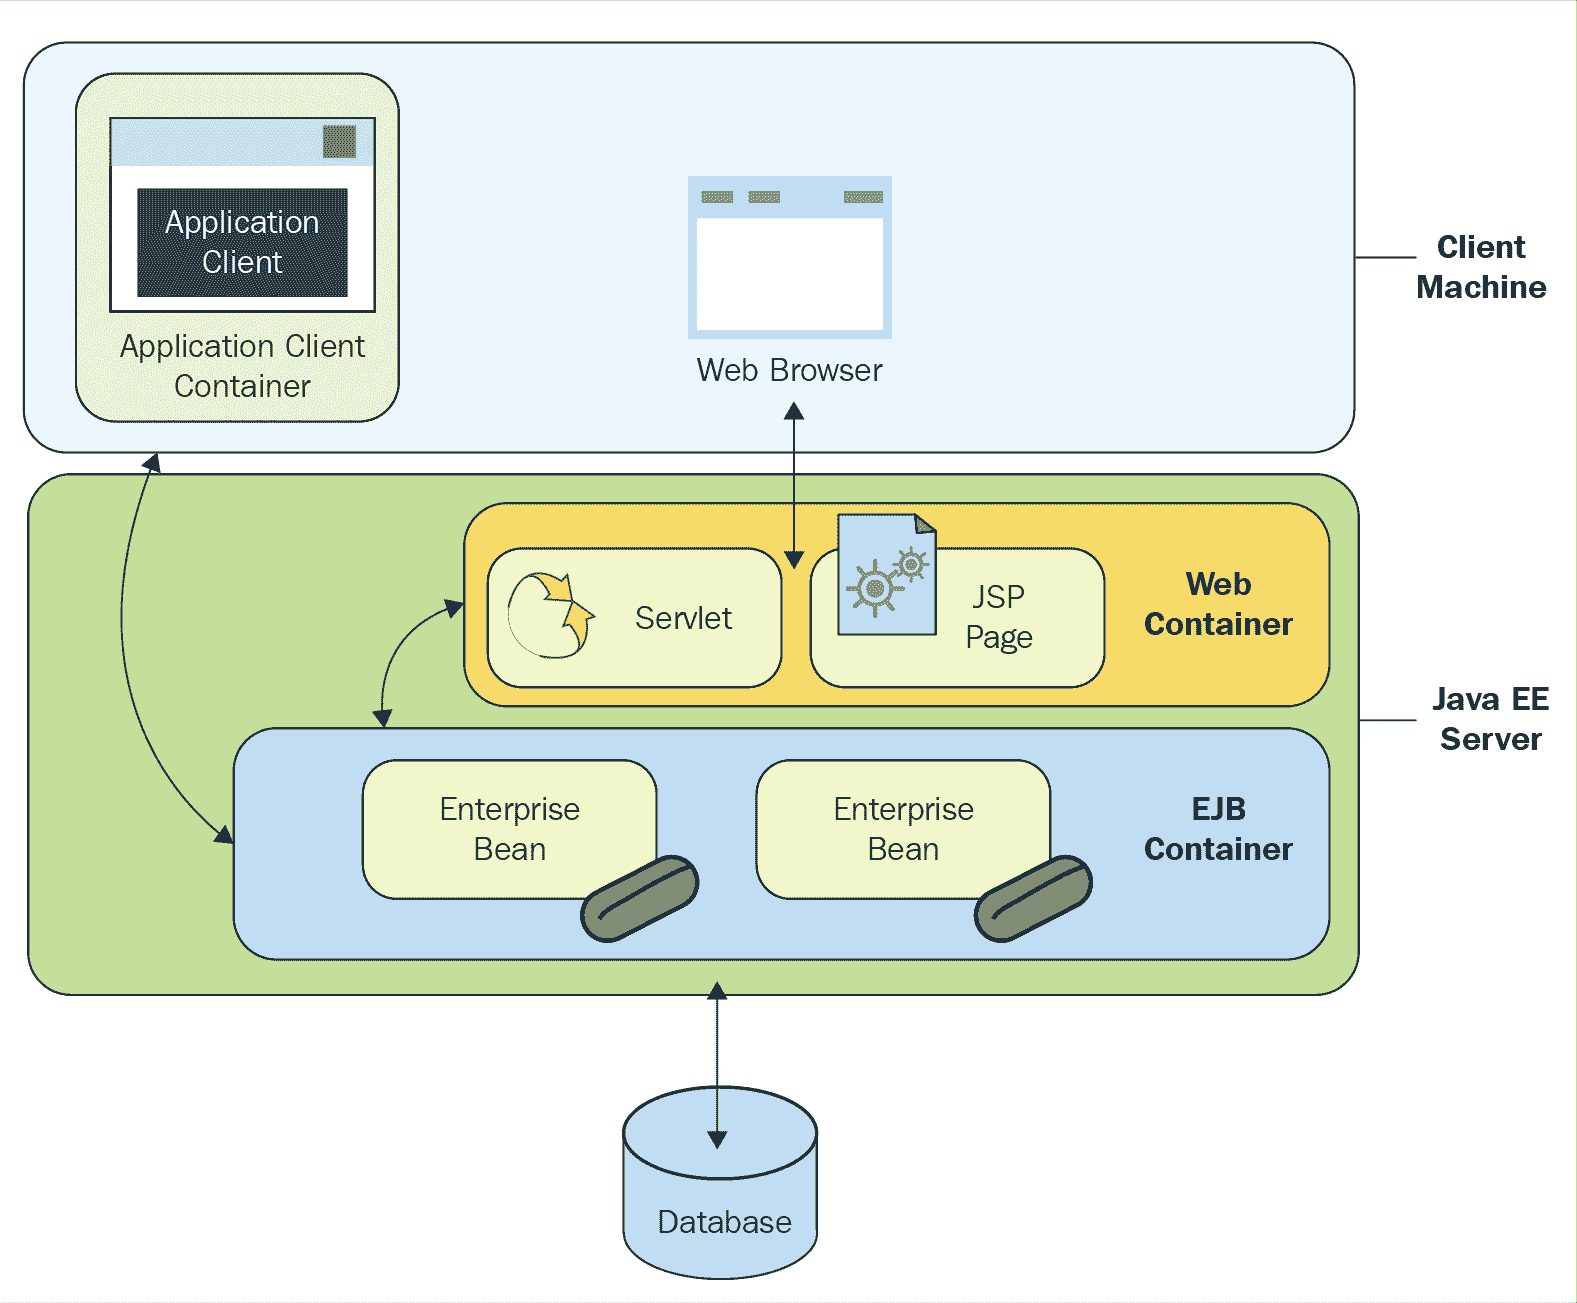 Application
Client
Application Client
Container
Web Browser
Client
Machine
Servlet
JSP
Page
Web
Container
Java EE
Server
Enterprise
Bean
Enterprise
Bean
EJB
Container
Database